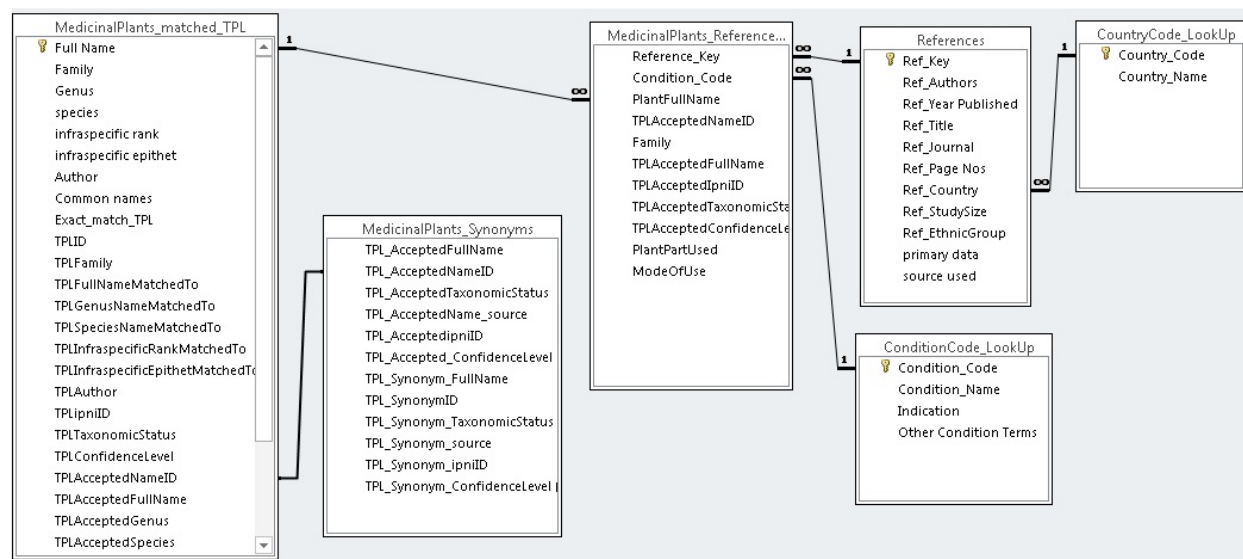 MedicinalPlants_matched_TPL
Full Name
Family
Genus
species
infraspecific rank
infraspecific epithet
Author
Common names
Exact_match_TPL
TPLID
TPLFamily
TPLFullNameMatchedTo
TPLGenusNameMatchedTo
TPLSpeciesNameMatchedTo
TPLInfraspecificRankMatchedTo
TPLInfraspecificEpithetMatchedTo
TPLAuthor
TPLipniID
TPLTaxonomicStatus
TPLConfidenceLevel
TPLAcceptedNameID
TPLAcceptedFullName
TPLAcceptedGenus
TPLAcceptedSpecies
1
∞
MedicinalPlants_Synonyms
TPL_AcceptedFullName
TPL_AcceptedNameID
TPL_AcceptedTaxonomicStatus
TPL_AcceptedName_source
TPL_AcceptedipniID
TPL_Accepted_ConfidenceLevel
TPL_Synonym_FullName
TPL_SynonymID
TPL_Synonym_TaxonomicStatus
TPL_Synonym_source
TPL_Synonym_ipniID
TPL_Synonym_ConfidenceLevel
MedicinalPlants_Reference...
Reference_Key
Condition_Code
PlantFullName
TPLAcceptedNameID
Family
TPLAcceptedFullName
TPLAcceptedIpniID
TPLAcceptedTaxonomicSta
TPLAcceptedConfidenceLe
PlantPartUsed
ModeOfUse
∞
∞
1
References
Ref_Key
Ref_Authors
Ref_Year Published
Ref_Title
Ref_Journal
Ref_Page Nos
Ref_Country
Ref_StudySize
Ref_EthnicGroup
primary data
source used
∞
1
CountryCode_LookUp
Country_Code
Country_Name
1
ConditionCode_LookUp
Condition_Code
Condition_Name
Indication
Other Condition Terms